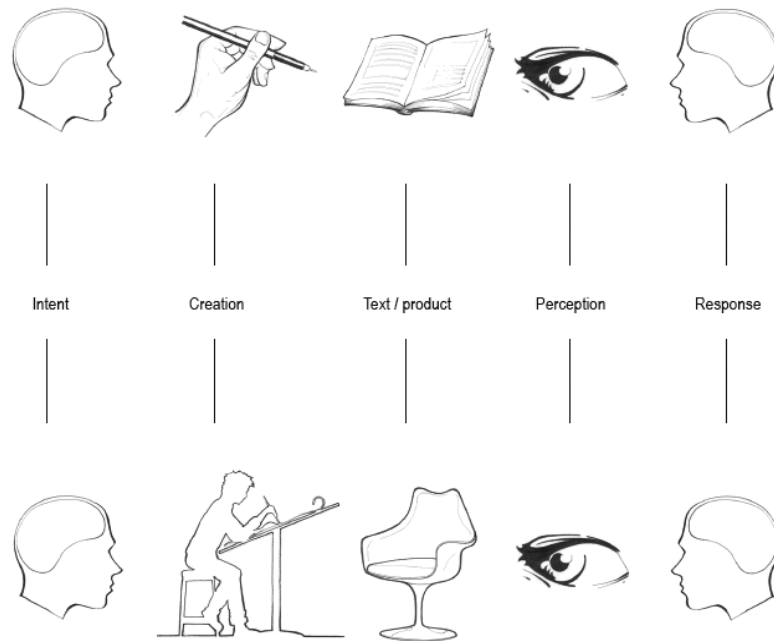 Intent
Creation
Text / product
Perception
Response